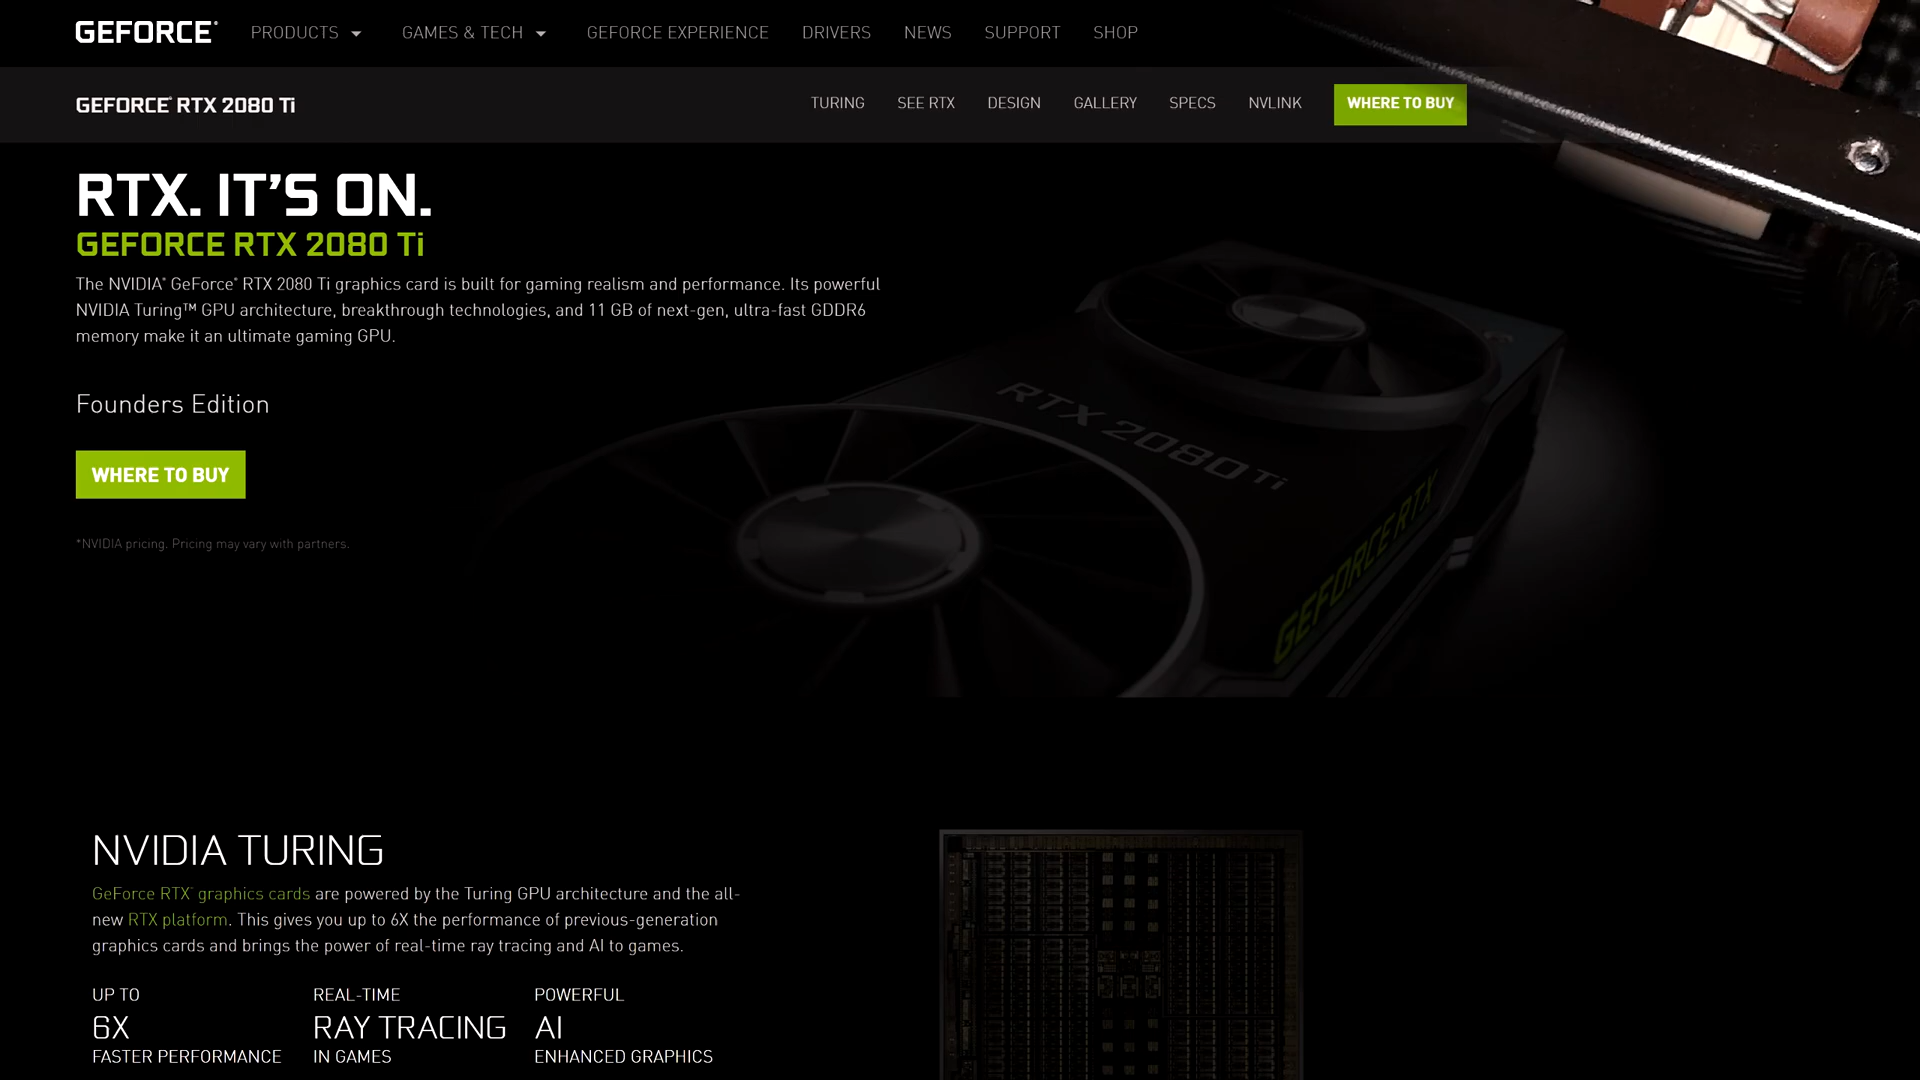 GEFORCE® PRODUCTS GAMES & TECH GEFORCE EXPERIENCE DRIVERS NEWS SUPPORT SHOP
GEFORCE® RTX 2080 Ti TURING SEE RTX DESIGN GALLERY SPECS NVLINK WHERE TO BUY
RTX. IT'S ON.
GEFORCE RTX 2080 Ti
The NVIDIA® GeForce® RTX 2080 Ti graphics card is built for gaming realism and performance. Its powerful
NVIDIA Turing™ GPU architecture, breakthrough technologies, and 11 GB of next-gen, ultra-fast GDDR6
memory make it an ultimate gaming GPU.
Founders Edition
WHERE TO BUY
*NVIDIA pricing. Pricing may vary with partners.
RTX 2080 Ti
GEFORCE RTX
NVIDIA TURING
GeForce RTX™ graphics cards are powered by the Turing GPU architecture and the all-
new RTX platform. This gives you up to 6X the performance of previous-generation
graphics cards and brings the power of real-time ray tracing and AI to games.
UP TO
6X
FASTER PERFORMANCE
REAL-TIME
RAY TRACING
IN GAMES
POWERFUL
AI
ENHANCED GRAPHICS